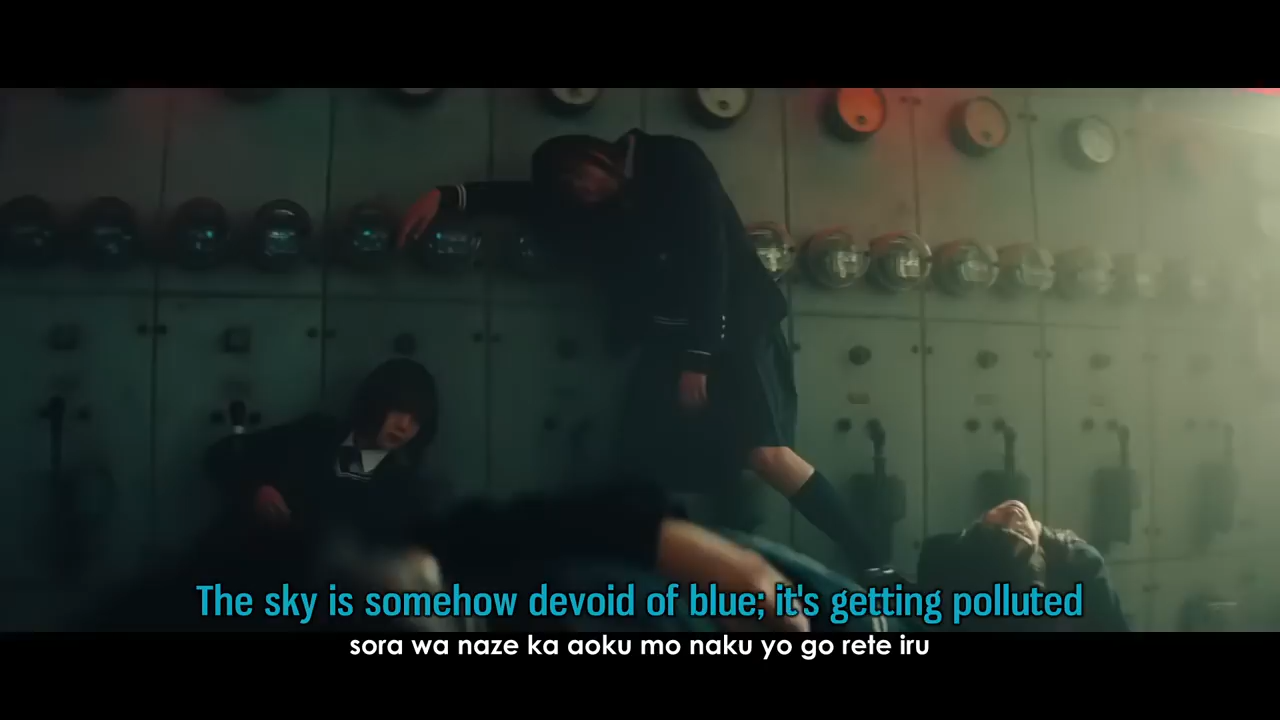 The sky is somehow devoid of blue; it's getting polluted
sora wa naze ka aoku mo naku yo go rete iru